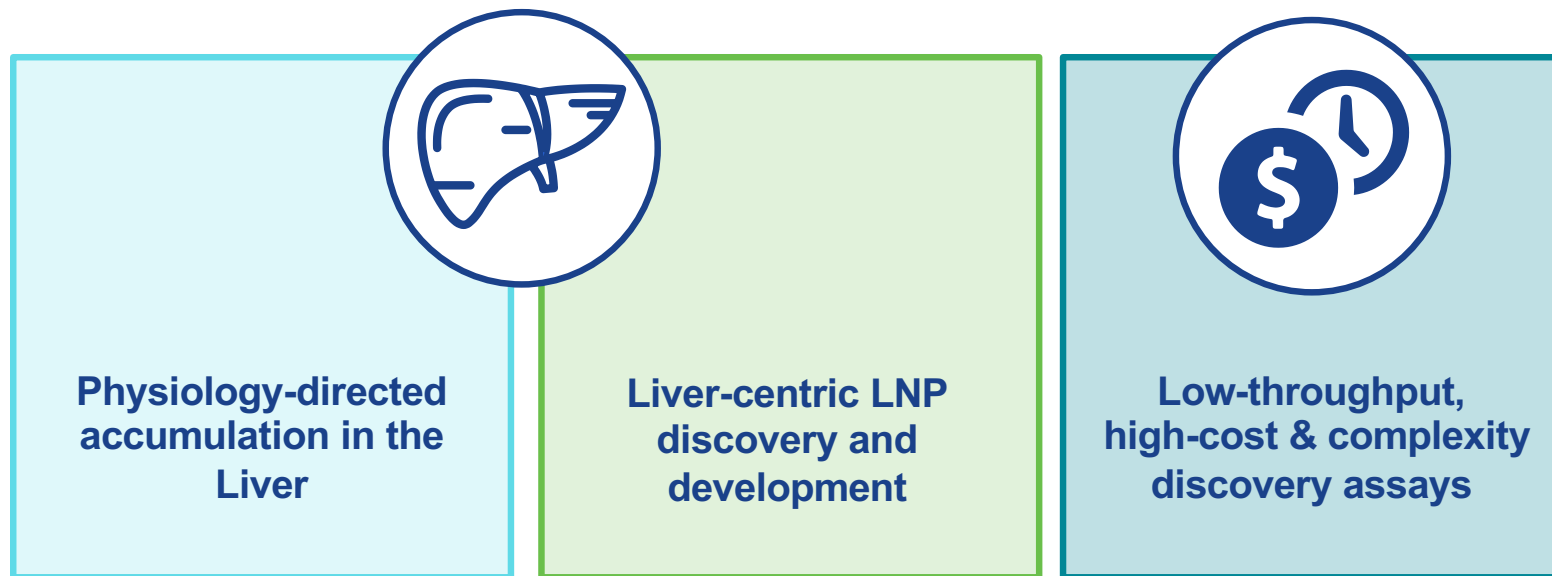 Physiology-directed
accumulation in the
Liver
Liver-centric LNP
discovery and
development
$
Low-throughput,
high-cost & complexity
discovery assays